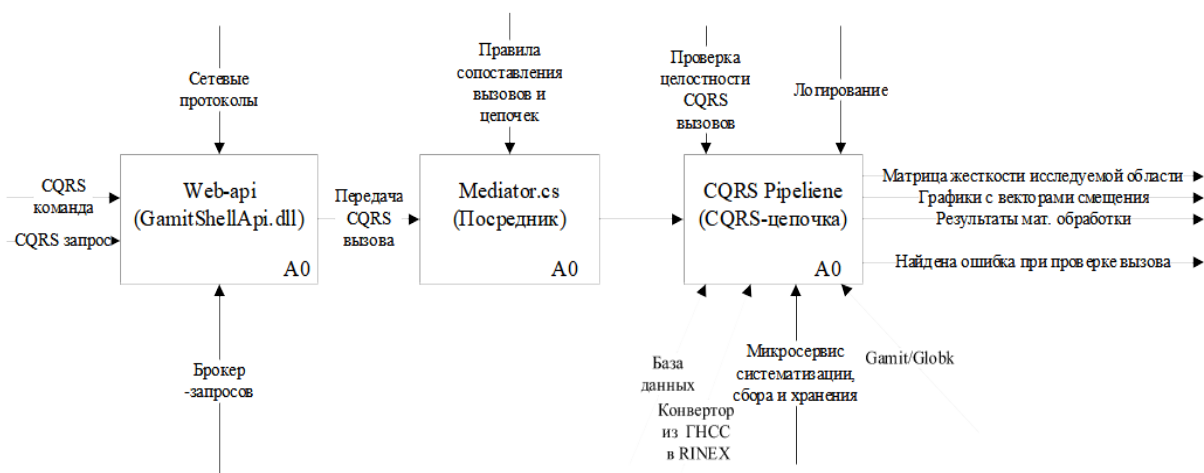 Сетевые
протоколы
Правила
сопоставления
вызовов и
цепочек
Проверка
целостности
CQRS
вызовов
Логирование
CQRS
команда
CQRS запрос
Web-api
(GamitShellApi.dll)
A0
Передача
CQRS
вызова
Mediator.cs
(Посредник)
A0
CQRS Pipeliene
(CQRS-цепочка)
A0
Матрица жесткости исследуемой области
Графики с векторами смещения
Результаты мат. обработки
Найдена ошибка при проверке вызова
Брокер
-запросов
База
данных
Конвертор
из ГНСС
в RINEX
Микросервис
систематизации,
сбора и хранения
Gamit/Globk